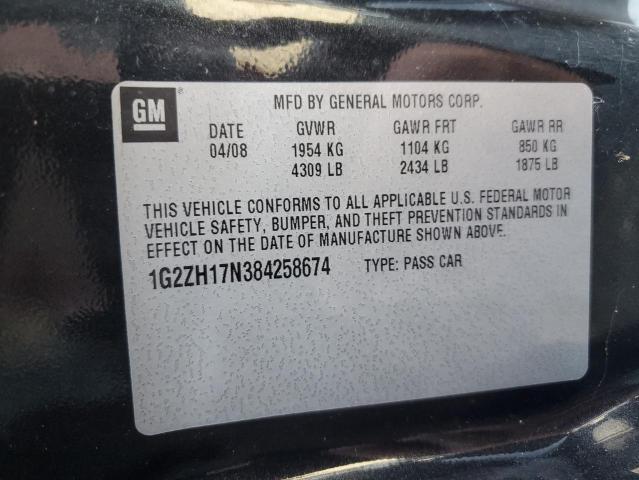 GM
MFD BY GENERAL MOTORS CORP.
DATE GVWR GAWR FRT GAWR RR
04/08 1954 KG 1104 KG 850 KG
4309 LB 2434 LB 1875 LB
THIS VEHICLE CONFORMS TO ALL APPLICABLE U.S. FEDERAL MOTOR
VEHICLE SAFETY, BUMPER, AND THEFT PREVENTION STANDARDS IN
EFFECT ON THE DATE OF MANUFACTURE SHOWN ABOVE.
1G2ZH17N384258674 TYPE: PASS CAR